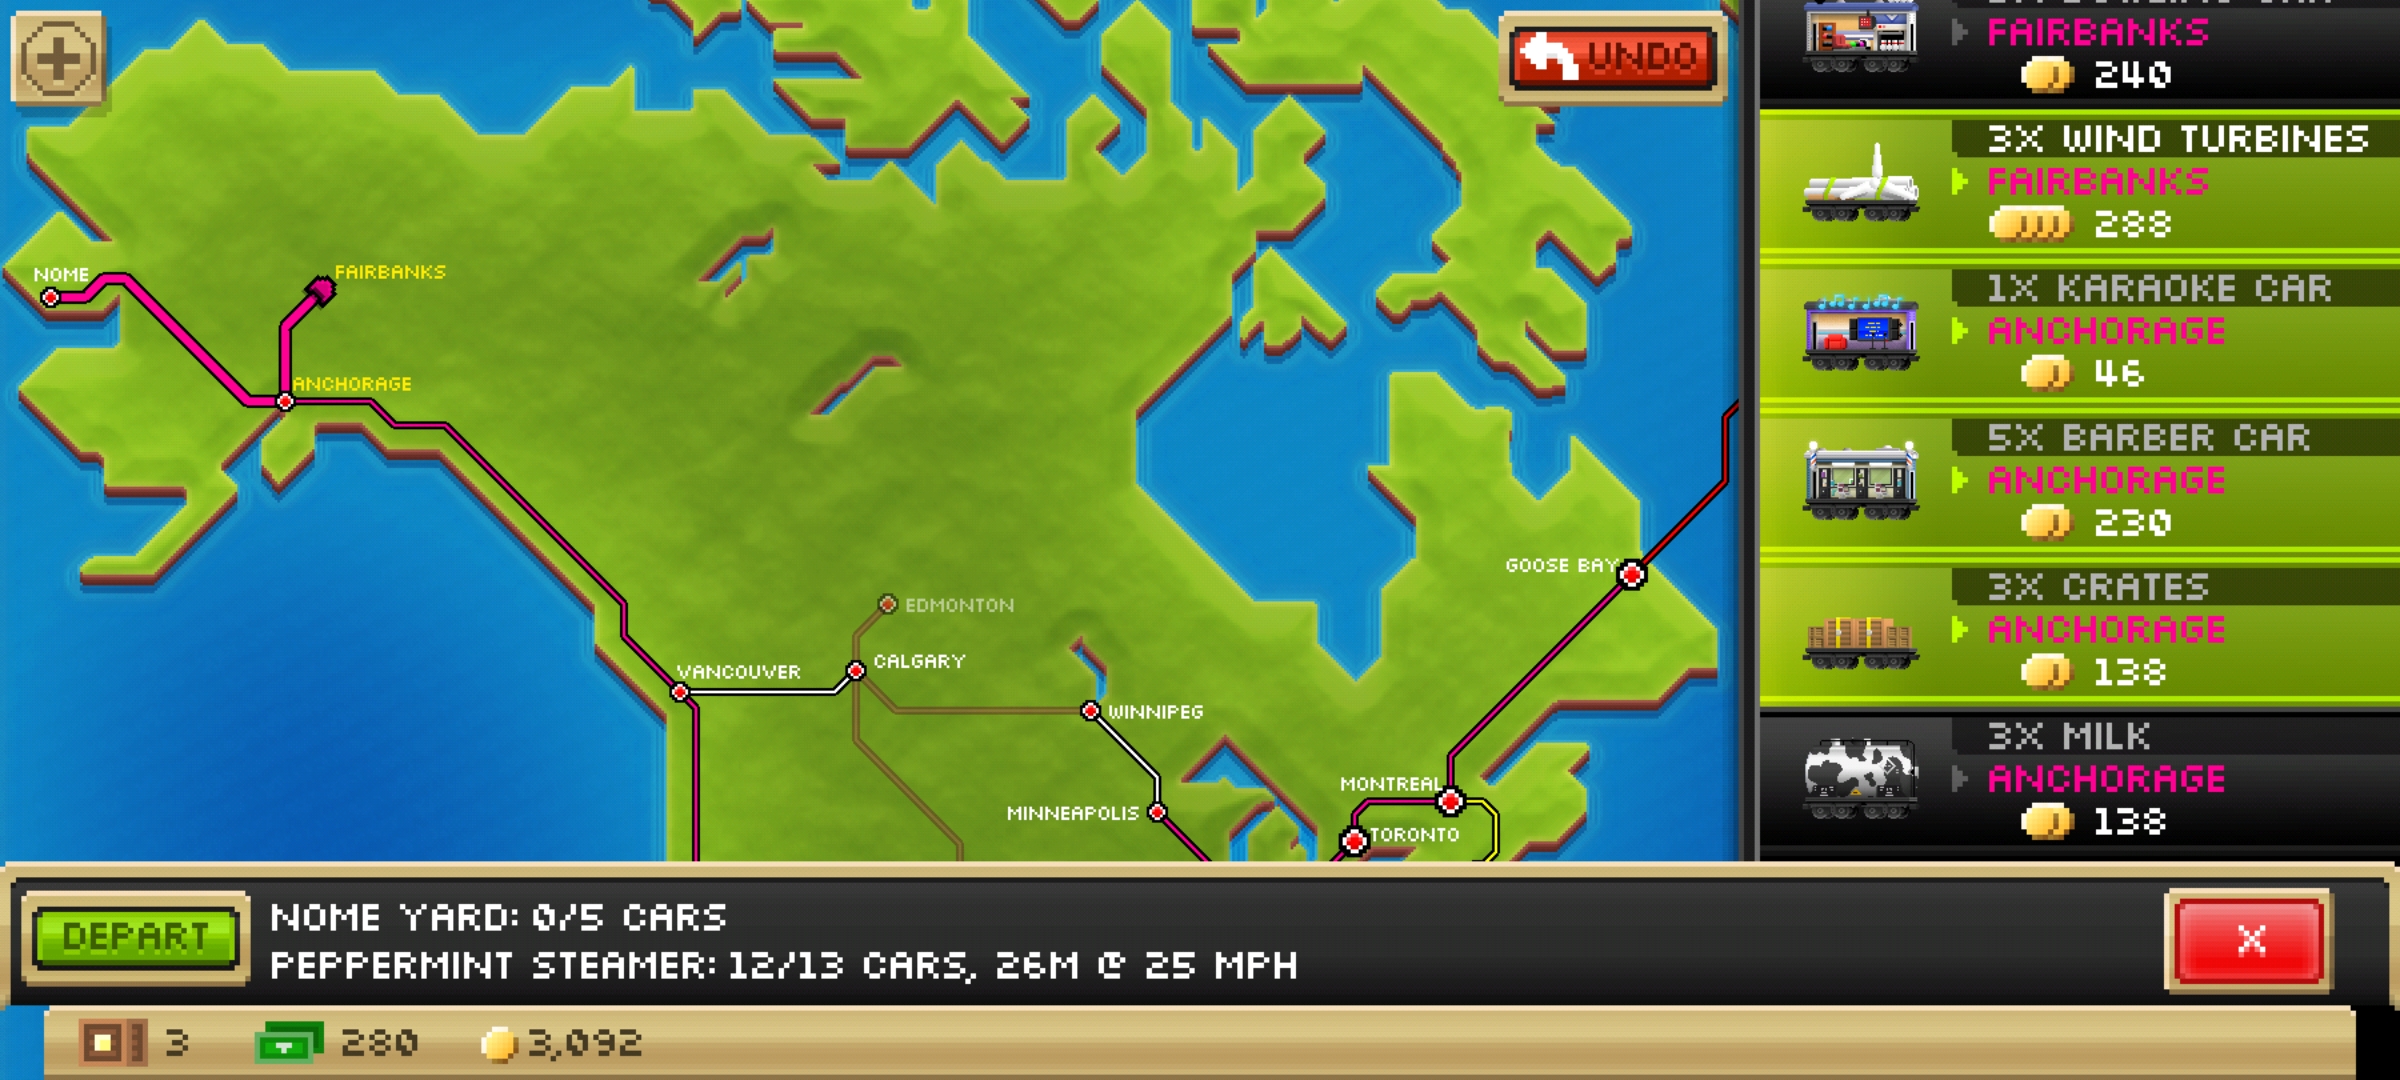 UNDO
FAIRBANKS
240
3X WIND TURBINES
FAIRBANKS
288
1X KARAOKE CAR
ANCHORAGE
46
5X BARBER CAR
ANCHORAGE
230
3X CRATES
ANCHORAGE
138
3X MILK
ANCHORAGE
138
NOME
FAIRBANKS
ANCHORAGE
GOOSE BAY
EDMONTON
CALGARY
VANCOUVER
WINNIPEG
MONTREAL
MINNEAPOLIS
TORONTO
DEPART
NOME YARD: 0/5 CARS
PEPPERMINT STEAMER: 12/13 CARS, 26M @ 25 MPH
X
3
280
3,092